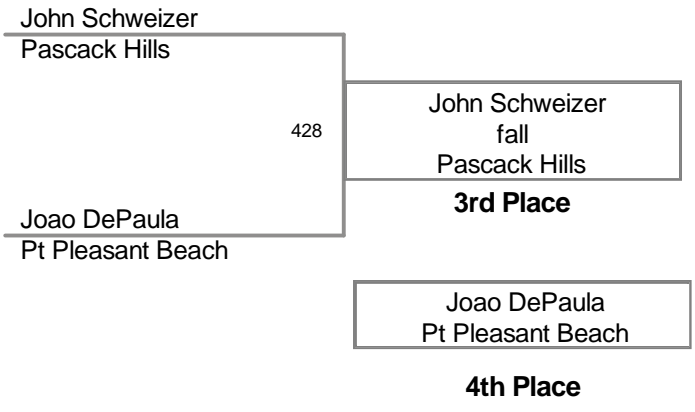 John Schweizer
Pascack Hills
428
John Schweizer
fall
Pascack Hills
3rd Place
Joao DePaula
Pt Pleasant Beach
Joao DePaula
Pt Pleasant Beach
4th Place